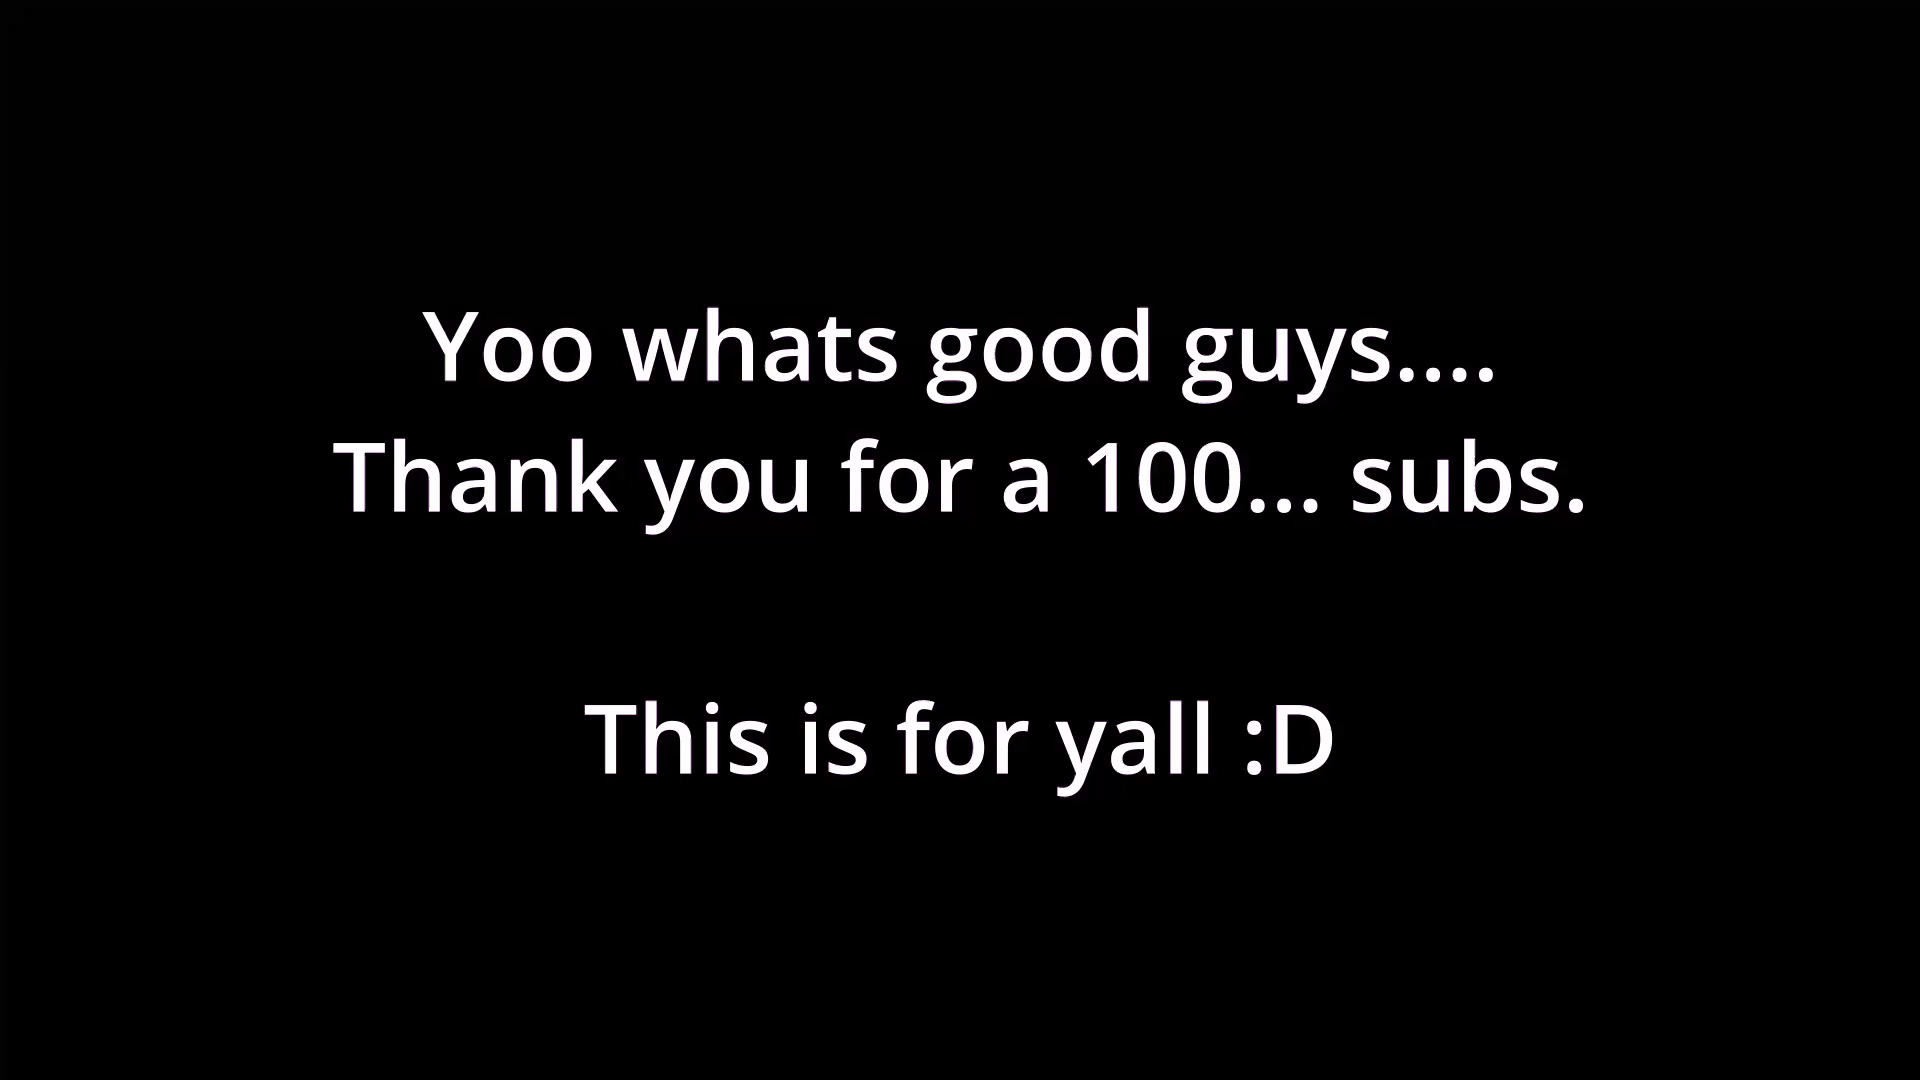 Yoo whats good guys....
Thank you for a 100... subs.
This is for yall :D